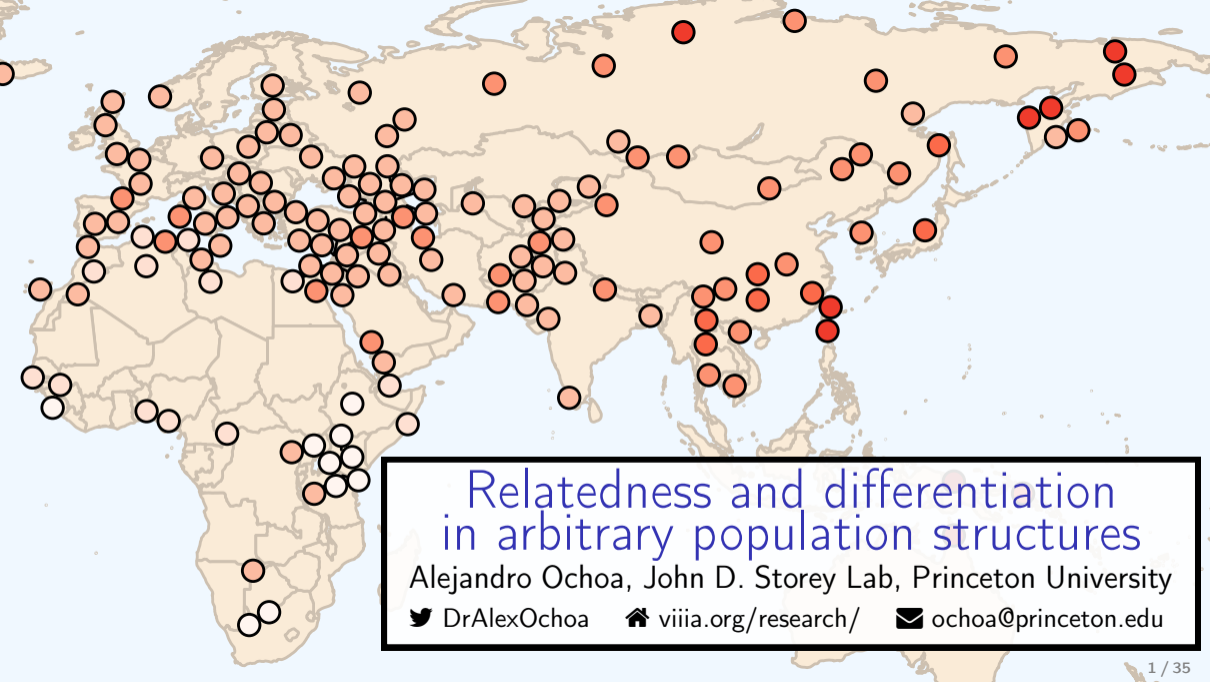 Relatedness and differentiation
in arbitrary population structures
Alejandro Ochoa, John D. Storey Lab, Princeton University
DrAlexOchoa viiia.org/research/ ochoa@princeton.edu
1 / 35